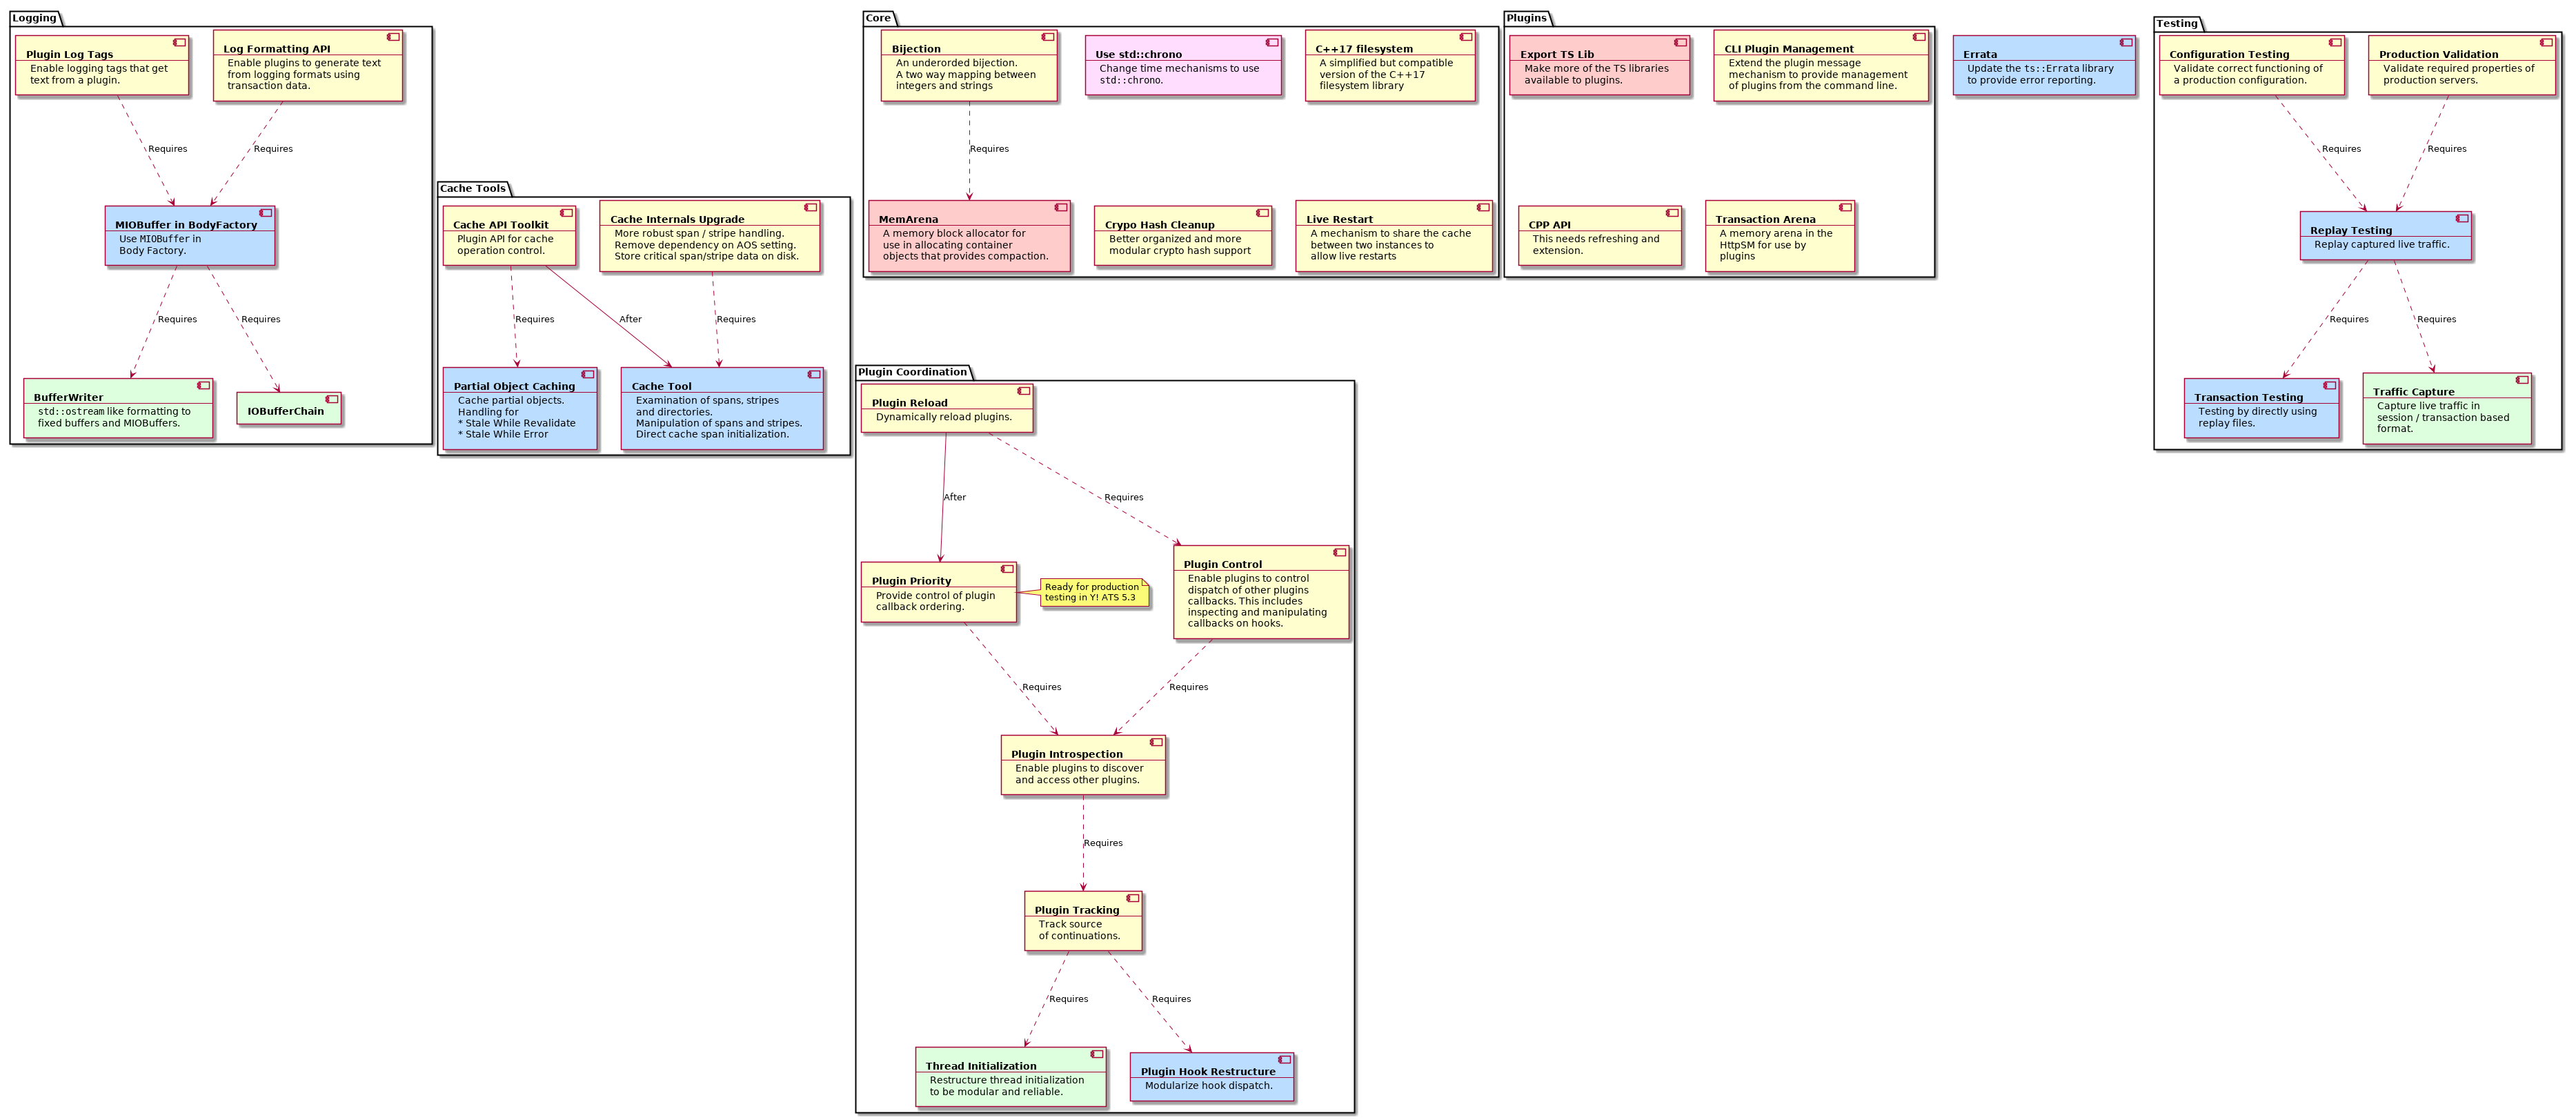 Logging
Plugin Log Tags
Enable logging tags that get
text from a plugin.
Log Formatting API
Enable plugins to generate text
from logging formats using
transaction data.
Requires
Requires
MIOBuffer in BodyFactory
Use MIOBuffer in
Body Factory.
Requires
Requires
BufferWriter
std::ostream like formatting to
fixed buffers and MIOBuffers.
IOBufferChain
Cache Tools
Cache API Toolkit
Plugin API for cache
operation control.
Cache Internals Upgrade
More robust span / stripe handling.
Remove dependency on AOS setting.
Store critical span/stripe data on disk.
Requires
After
Requires
Partial Object Caching
Cache partial objects.
Handling for
* Stale While Revalidate
* Stale While Error
Cache Tool
Examination of spans, stripes
and directories.
Manipulation of spans and stripes.
Direct cache span initialization.
Core
Bijection
An underorded bijection.
A two way mapping between
integers and strings
Use std::chrono
Change time mechanisms to use
std::chrono.
C++17 filesystem
A simplified but compatible
version of the C++17
filesystem library
Requires
MemArena
A memory block allocator for
use in allocating container
objects that provides compaction.
Crypo Hash Cleanup
Better organized and more
modular crypto hash support
Live Restart
A mechanism to share the cache
between two instances to
allow live restarts
Plugins
Export TS Lib
Make more of the TS libraries
available to plugins.
CLI Plugin Management
Extend the plugin message
mechanism to provide management
of plugins from the command line.
CPP API
This needs refreshing and
extension.
Transaction Arena
A memory arena in the
HttpSM for use by
plugins
Errata
Update the ts::Errata library
to provide error reporting.
Testing
Configuration Testing
Validate correct functioning of
a production configuration.
Production Validation
Validate required properties of
production servers.
Requires
Requires
Replay Testing
Replay captured live traffic.
Requires
Requires
Transaction Testing
Testing by directly using
replay files.
Traffic Capture
Capture live traffic in
session / transaction based
format.
Plugin Coordination
Plugin Reload
Dynamically reload plugins.
After
Requires
Plugin Priority
Provide control of plugin
callback ordering.
Ready for production
testing in Y! ATS 5.3
Plugin Control
Enable plugins to control
dispatch of other plugins
callbacks. This includes
inspecting and manipulating
callbacks on hooks.
Requires
Requires
Plugin Introspection
Enable plugins to discover
and access other plugins.
Requires
Plugin Tracking
Track source
of continuations.
Requires
Requires
Thread Initialization
Restructure thread initialization
to be modular and reliable.
Plugin Hook Restructure
Modularize hook dispatch.